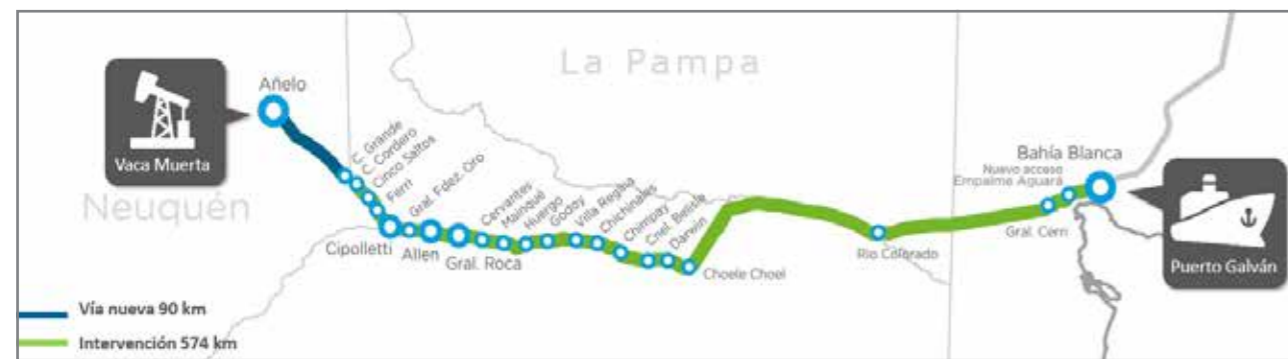 La Pampa
Añelo
Vaca Muerta
Neuquén
C. Grande
C. Cordero
Cinco Saltos
Ferri
Cipolletti
Gral. Fdez. Oro
Allen
Gral. Roca
Cervantes
Mainqué
Huergo
Godoy
Villa Regina
Chichinales
Chimpay
Cnel. Belisle
Darwin
Choele Choel
Río Colorado
Gral. Cerri
Nuevo acceso
Empalme Aguará
Bahía Blanca
Puerto Galván
Vía nueva 90 km
Intervención 574 km